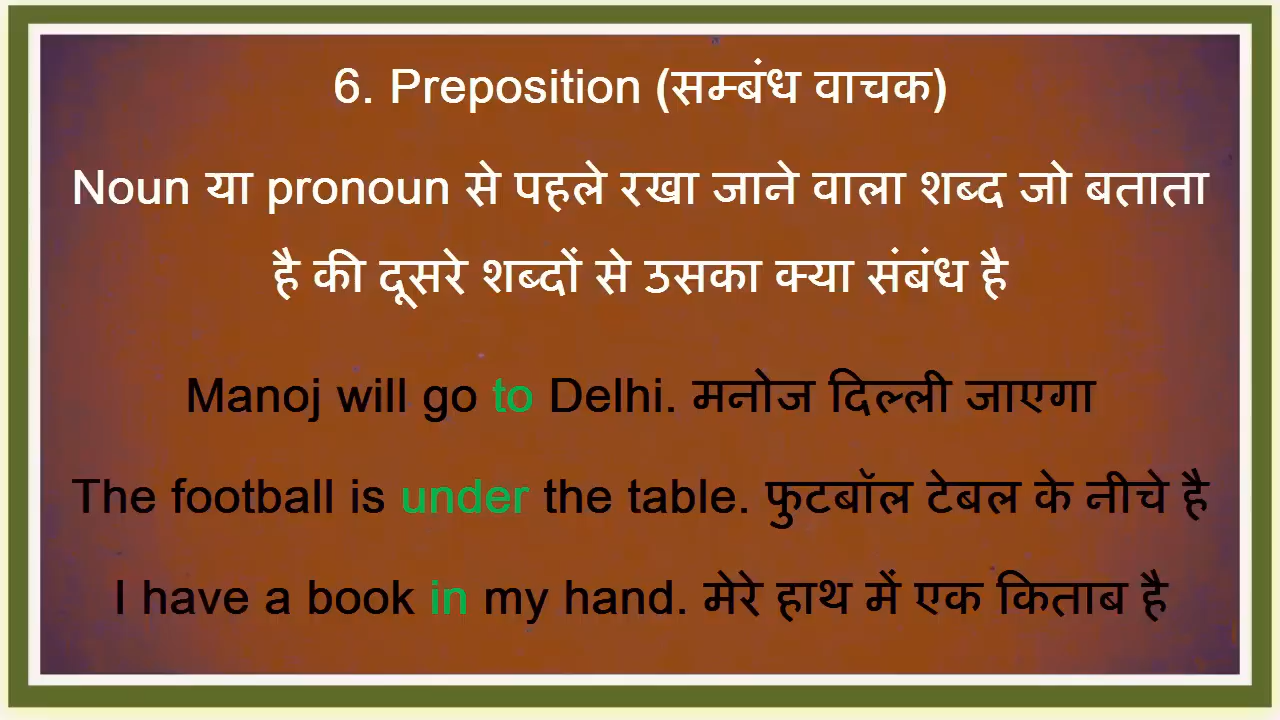 6. Preposition (सम्बंध वाचक)
Noun या pronoun से पहले रखा जाने वाला शब्द जो बताता
है की दूसरे शब्दों से उसका क्या संबंध है
Manoj will go to Delhi. मनोज दिल्ली जाएगा
The football is under the table. फुटबॉल टेबल के नीचे है
I have a book in my hand. मेरे हाथ में एक किताब है